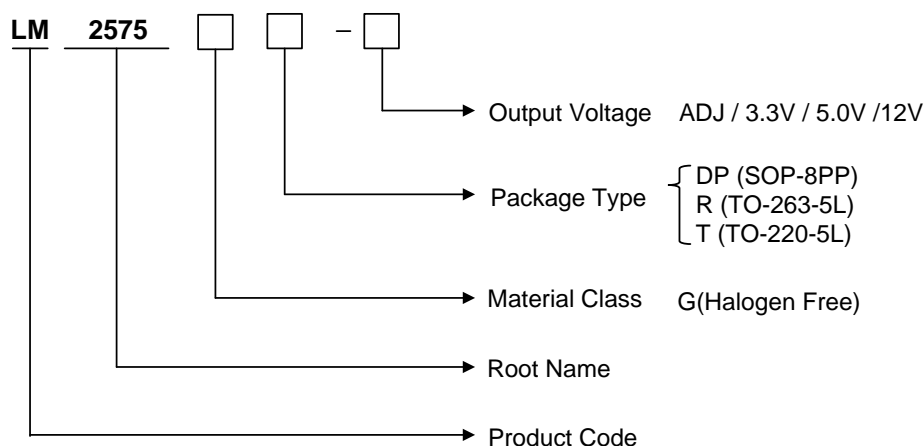 LM 2575 –
Output Voltage ADJ / 3.3V / 5.0V /12V
Package Type DP (SOP-8PP)
R (TO-263-5L)
T (TO-220-5L)
Material Class G(Halogen Free)
Root Name
Product Code